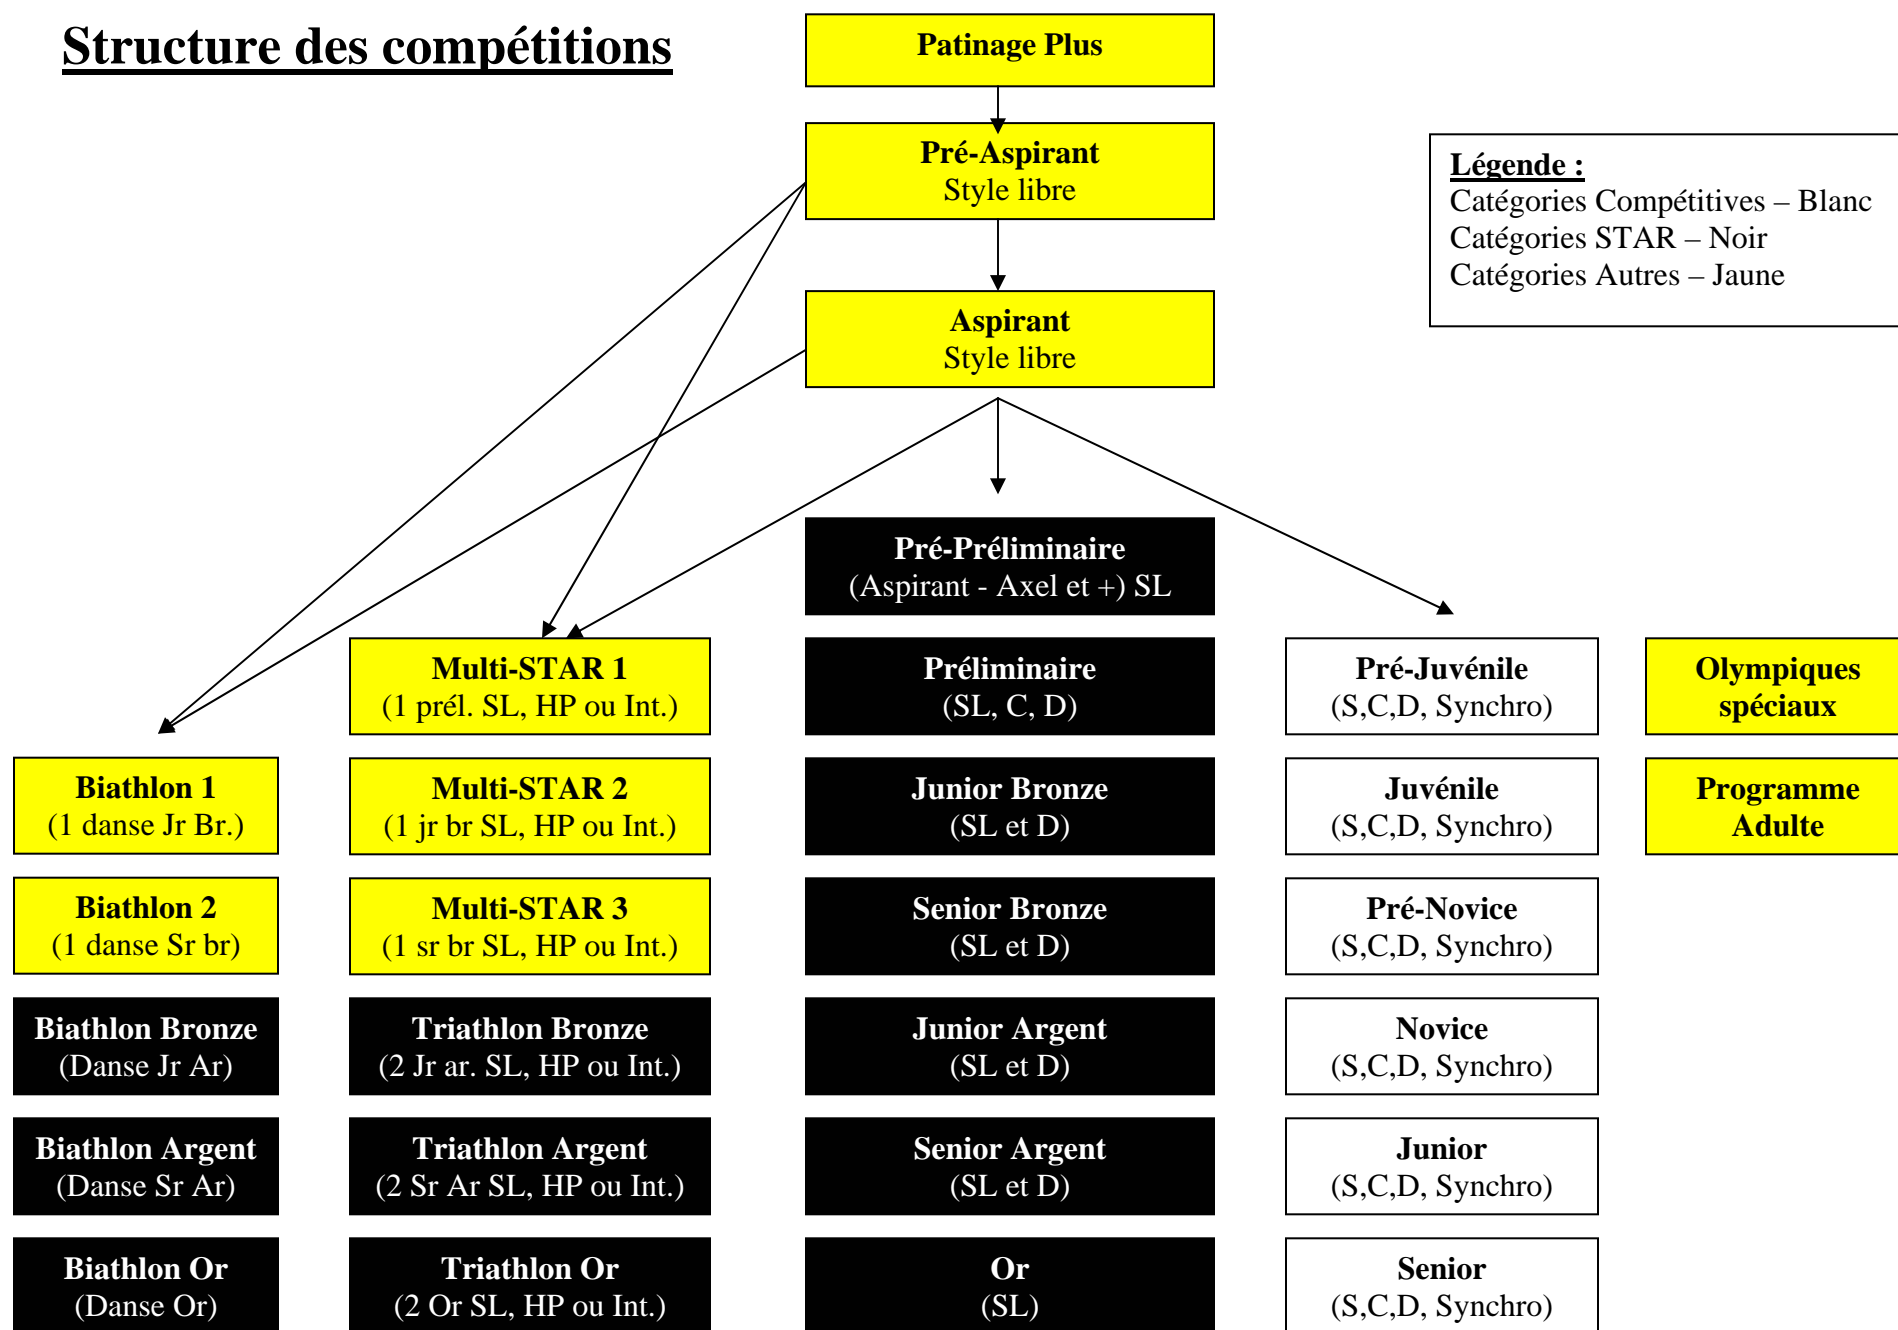 Structure des compétitions
Patinage Plus
Pré-Aspirant
Style libre
Légende :
Catégories Compétitives – Blanc
Catégories STAR – Noir
Catégories Autres – Jaune
Aspirant
Style libre
Pré-Préliminaire
(Aspirant - Axel et +) SL
Multi-STAR 1
(1 prél. SL, HP ou Int.)
Préliminaire
(SL, C, D)
Pré-Juvénile
(S,C,D, Synchro)
Olympiques
spéciaux
Biathlon 1
(1 danse Jr Br.)
Multi-STAR 2
(1 jr br SL, HP ou Int.)
Junior Bronze
(SL et D)
Juvénile
(S,C,D, Synchro)
Programme
Adulte
Biathlon 2
(1 danse Sr br)
Multi-STAR 3
(1 sr br SL, HP ou Int.)
Senior Bronze
(SL et D)
Pré-Novice
(S,C,D, Synchro)
Biathlon Bronze
(Danse Jr Ar)
Triathlon Bronze
(2 Jr ar. SL, HP ou Int.)
Junior Argent
(SL et D)
Novice
(S,C,D, Synchro)
Biathlon Argent
(Danse Sr Ar)
Triathlon Argent
(2 Sr Ar SL, HP ou Int.)
Senior Argent
(SL et D)
Junior
(S,C,D, Synchro)
Biathlon Or
(Danse Or)
Triathlon Or
(2 Or SL, HP ou Int.)
Or
(SL)
Senior
(S,C,D, Synchro)